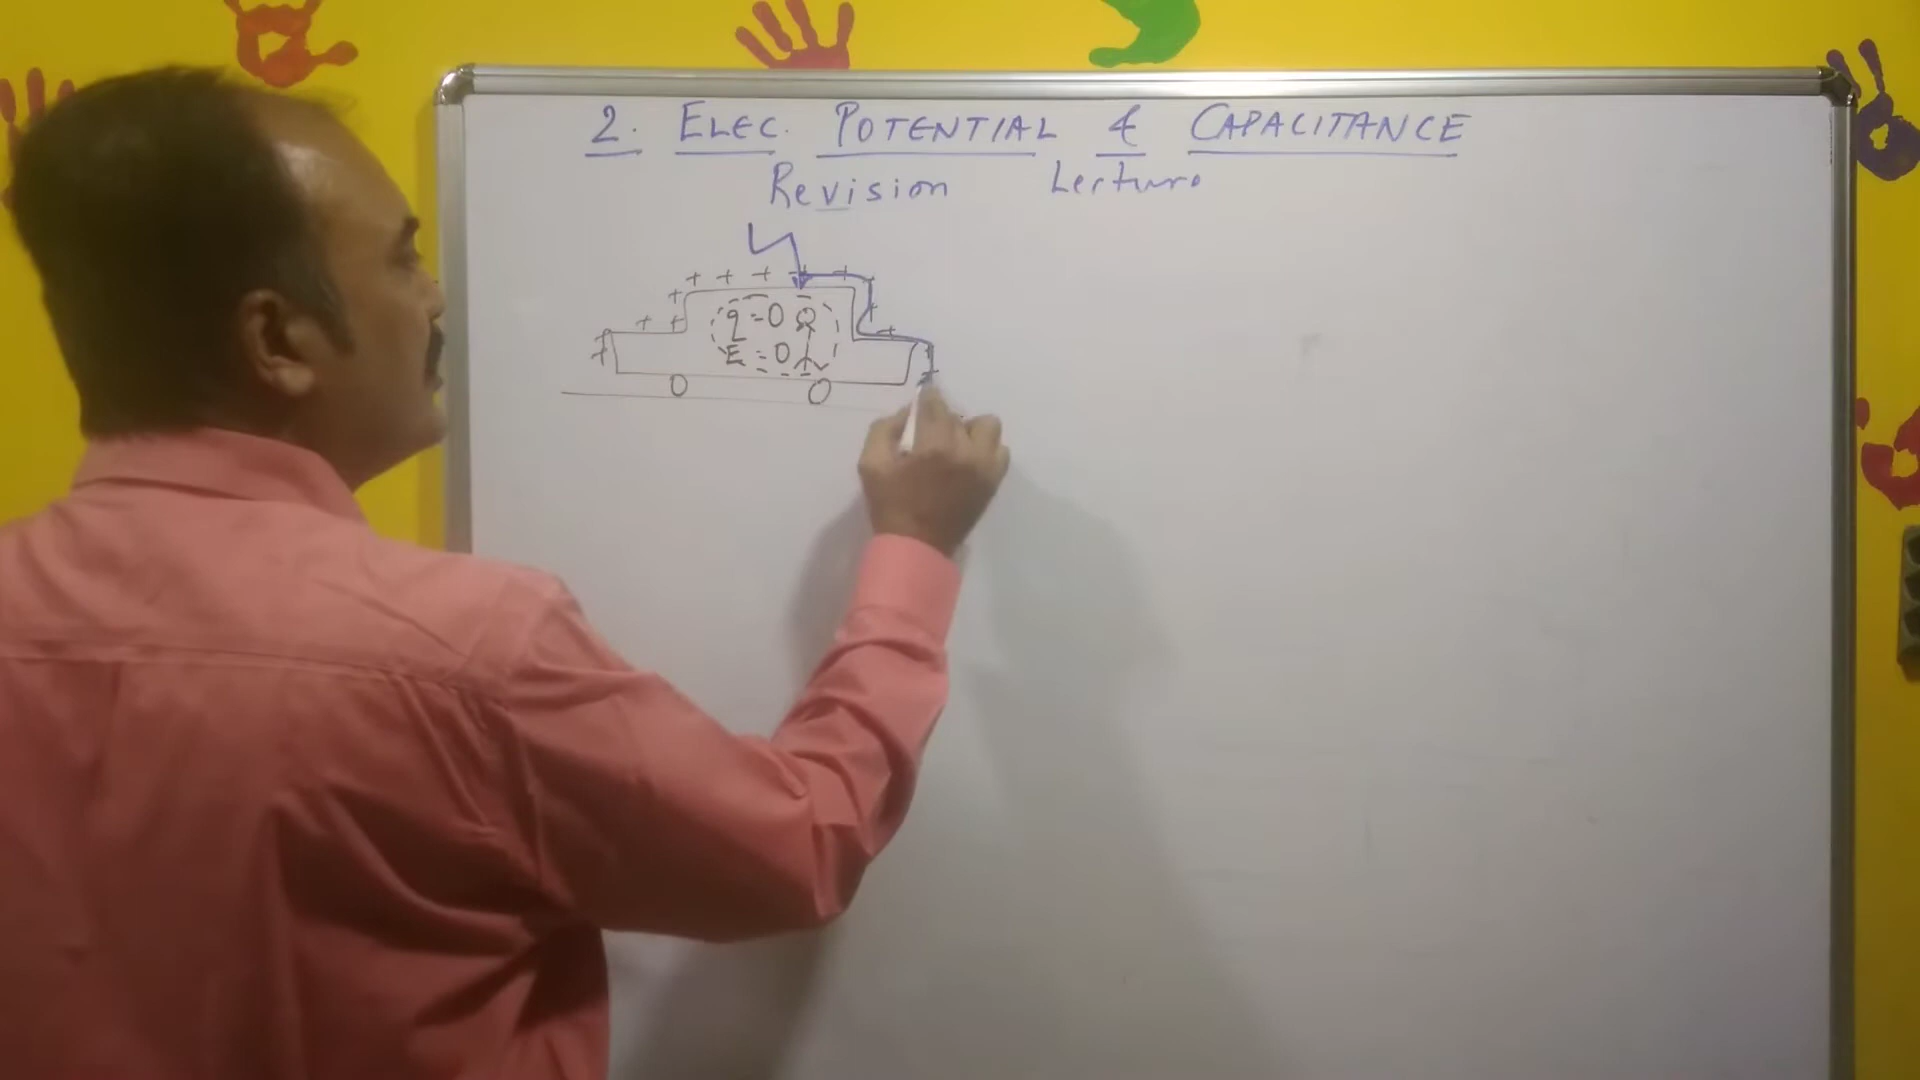 2. ELEC. POTENTIAL & CAPACITANCE
Revision Lecture
+ + + + +
q = 0
E = 0